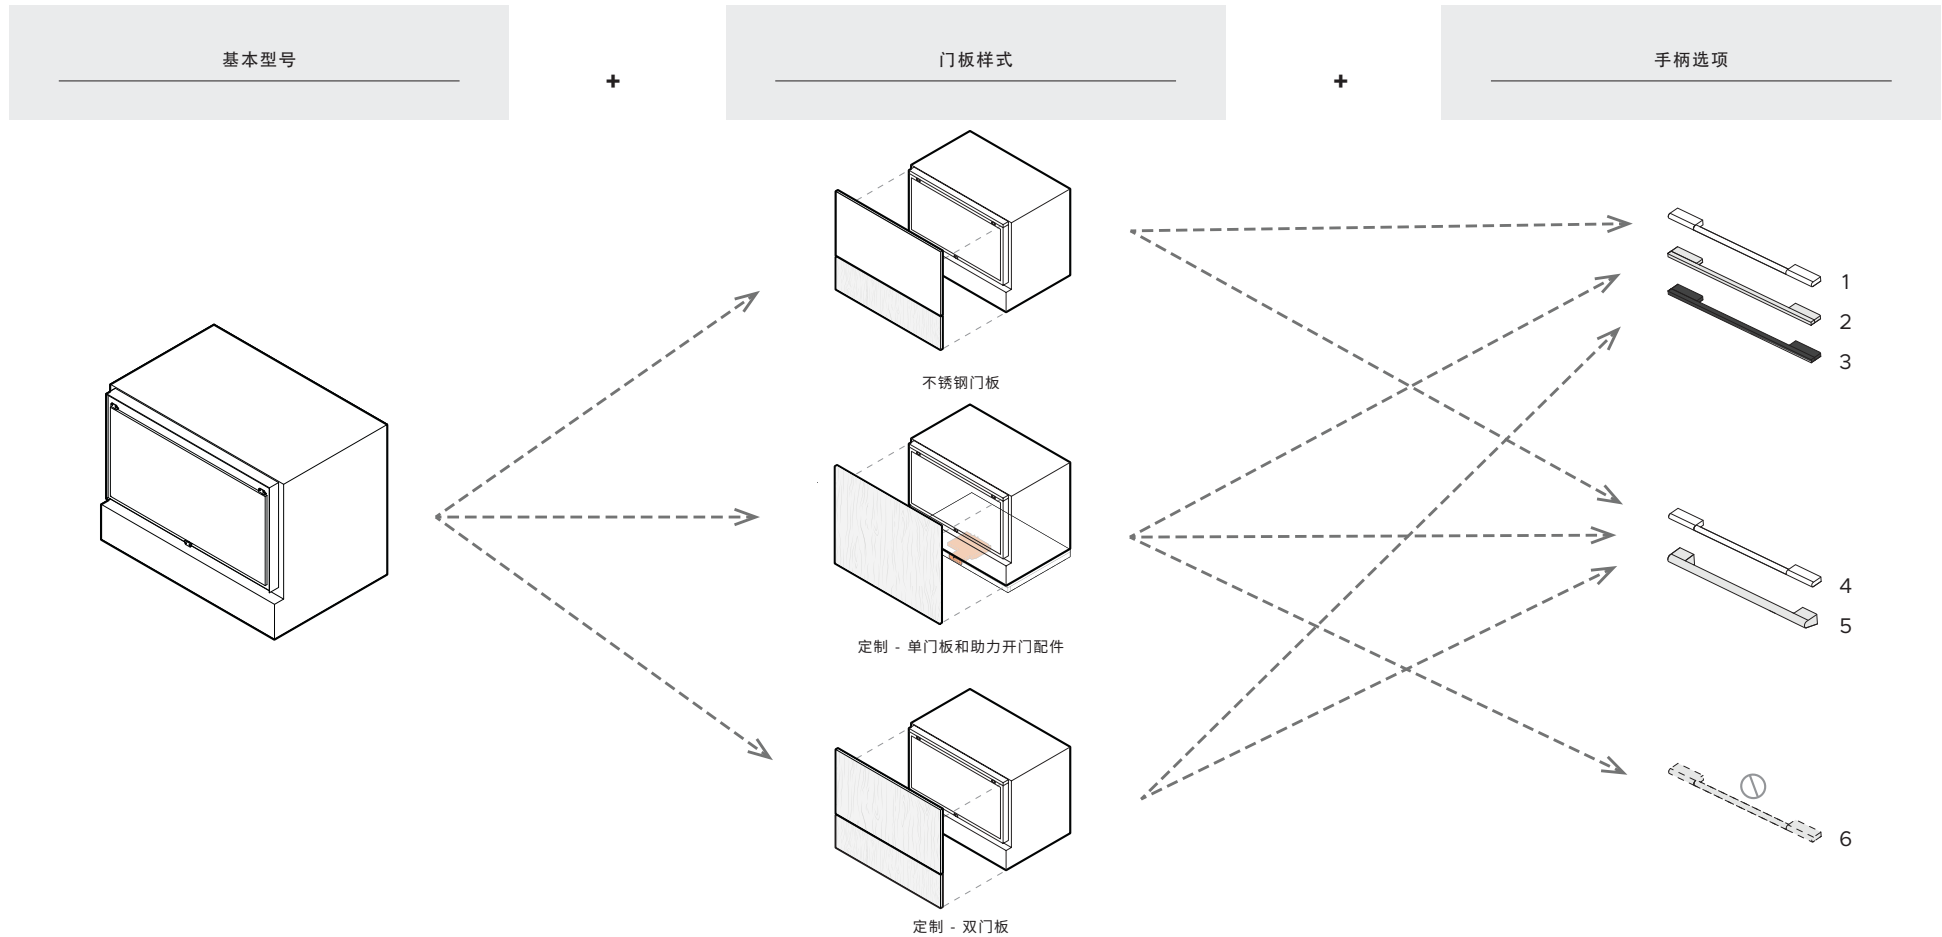 基本型号
+
门板样式
+
手柄选项
1
2
3
不锈钢门板
4
5
定制 - 单门板和助力开门配件
6
定制 - 双门板